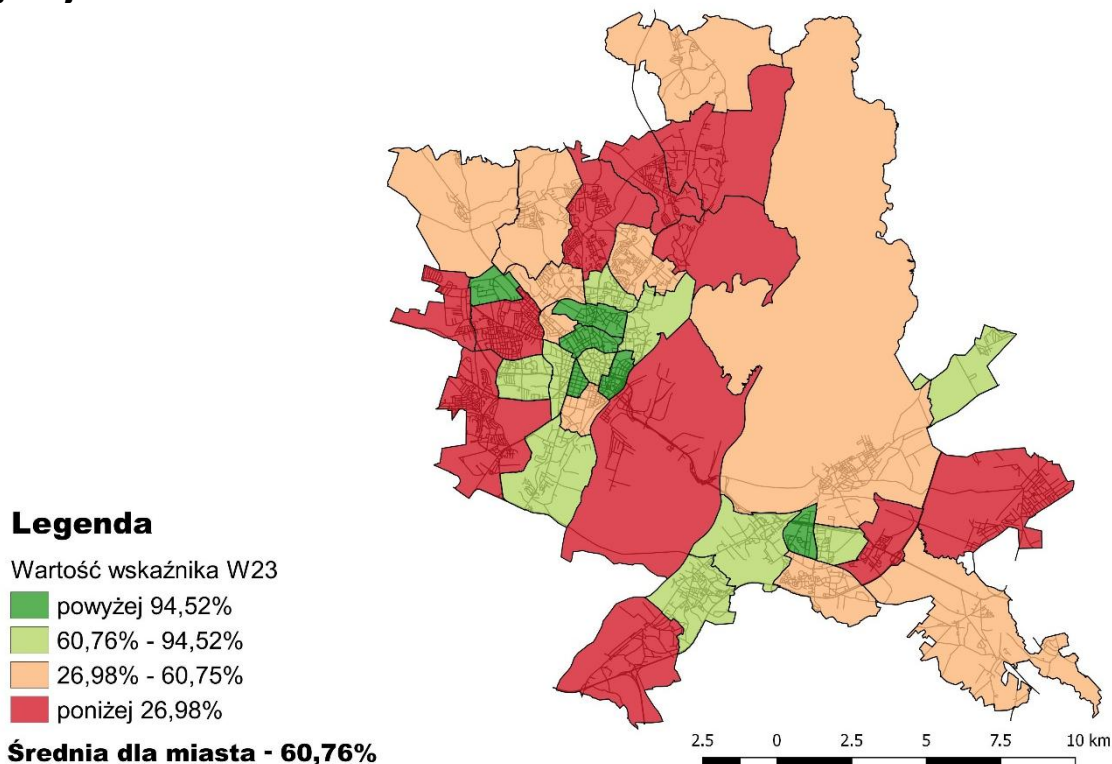 Legenda
Wartość wskaźnika W23
powyżej 94,52%
60,76% - 94,52%
26,98% - 60,75%
poniżej 26,98%
Średnia dla miasta - 60,76%
2.5 0 2.5 5 7.5 10 km